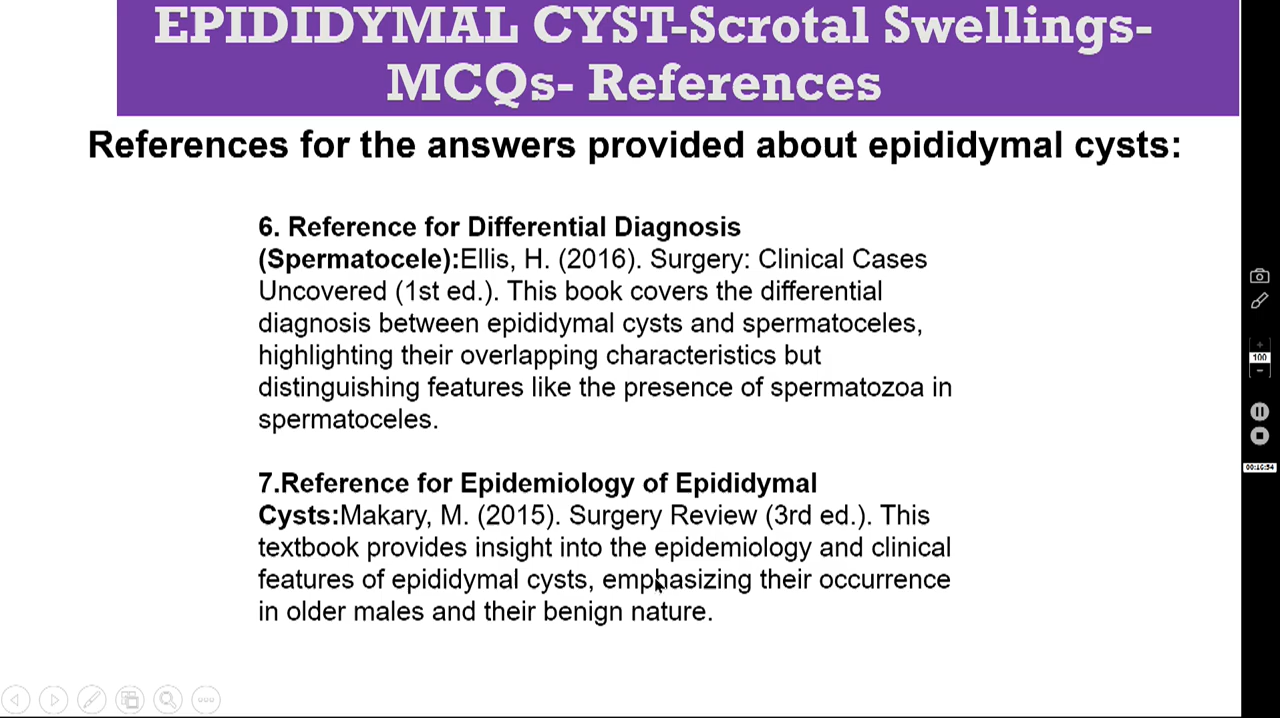 EPIDIDYMAL CYST-Scrotal Swellings-
MCQs- References
References for the answers provided about epididymal cysts:
6. Reference for Differential Diagnosis
(Spermatocele):Ellis, H. (2016). Surgery: Clinical Cases
Uncovered (1st ed.). This book covers the differential
diagnosis between epididymal cysts and spermatoceles,
highlighting their overlapping characteristics but
distinguishing features like the presence of spermatozoa in
spermatoceles.
7.Reference for Epidemiology of Epididymal
Cysts:Makary, M. (2015). Surgery Review (3rd ed.). This
textbook provides insight into the epidemiology and clinical
features of epididymal cysts, emphasizing their occurrence
in older males and their benign nature.
100
00:16:54